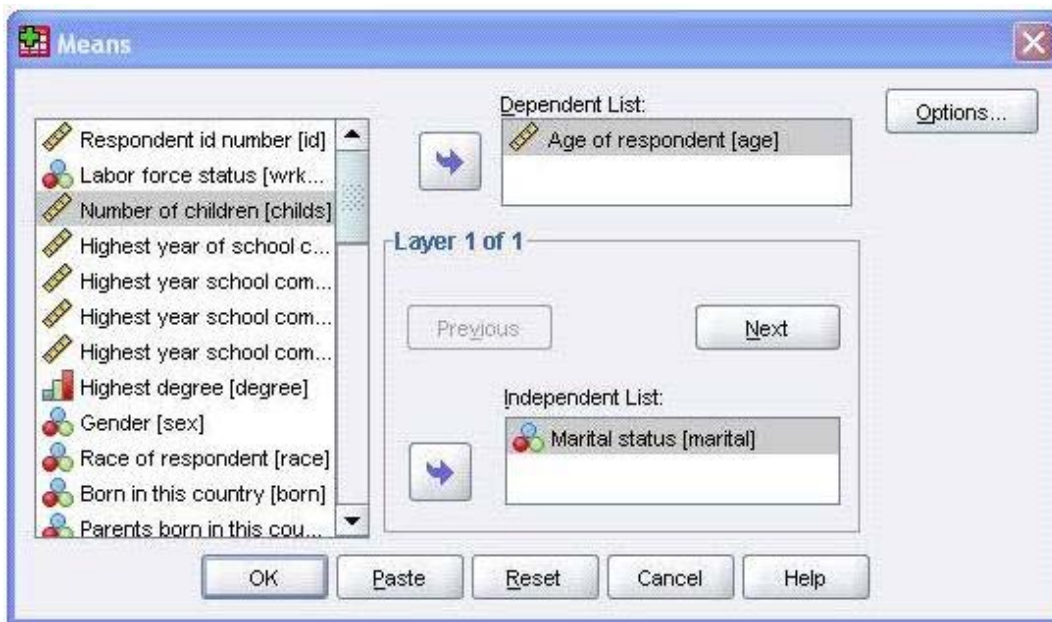 Means
Dependent List:
Options...
Respondent id number [id]
Labor force status [wrk...
Number of children [childs]
Highest year of school c...
Highest year school com...
Highest year school com...
Highest year school com...
Highest degree [degree]
Gender [sex]
Race of respondent [race]
Born in this country [born]
Parents born in this cou...
Age of respondent [age]
Layer 1 of 1
Previous
Next
Independent List:
Marital status [marital]
OK
Paste
Reset
Cancel
Help